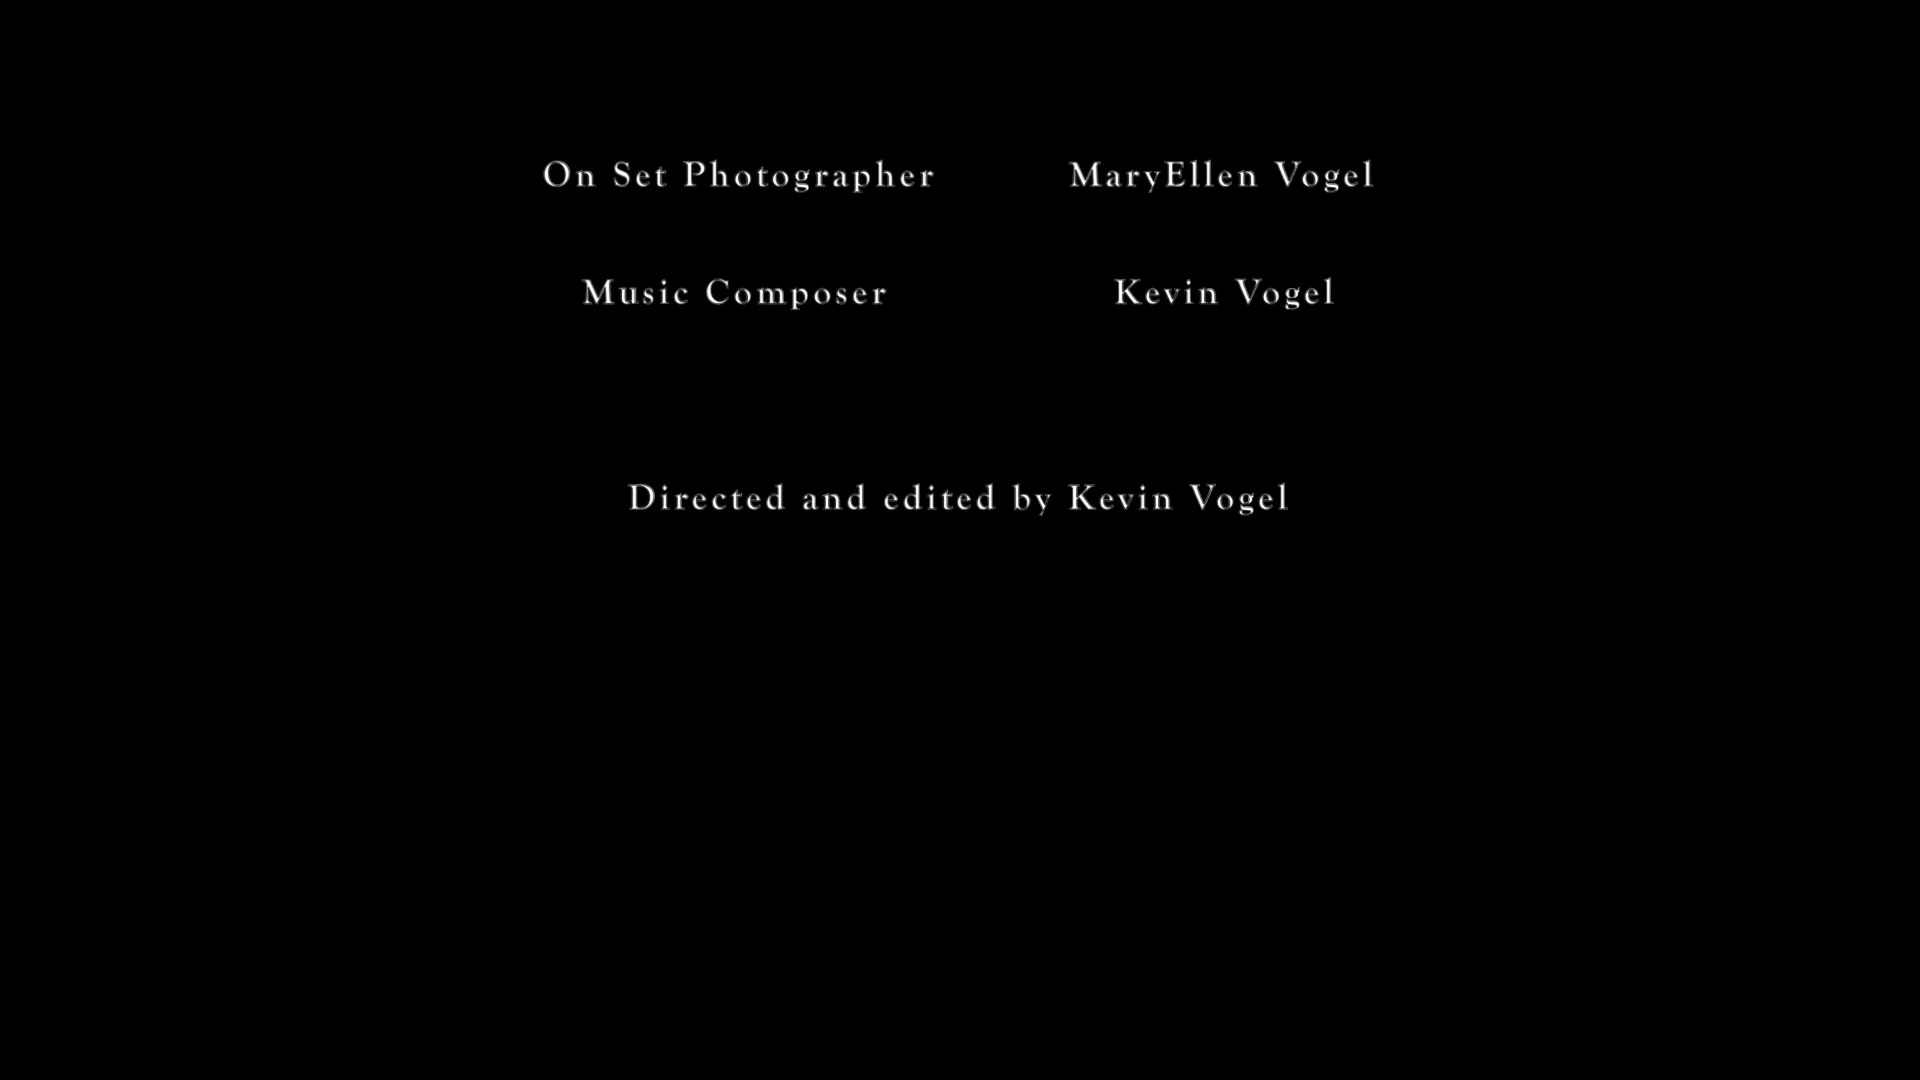 On Set Photographer MaryEllen Vogel
Music Composer Kevin Vogel
Directed and edited by Kevin Vogel